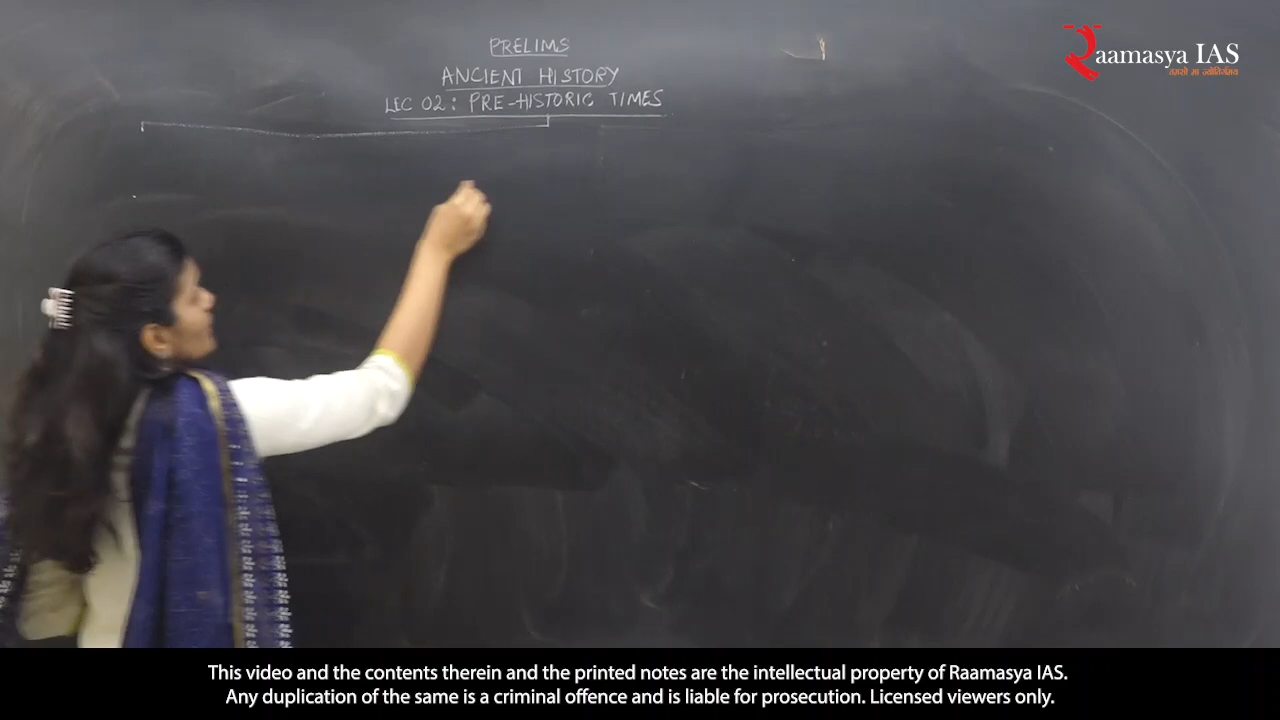 PRELIMS
ANCIENT HISTORY
LEC 02: PRE-HISTORIC TIMES
Raamasya IAS
तमसो मा ज्योतिर्गमय
This video and the contents therein and the printed notes are the intellectual property of Raamasya IAS.
Any duplication of the same is a criminal offence and is liable for prosecution. Licensed viewers only.